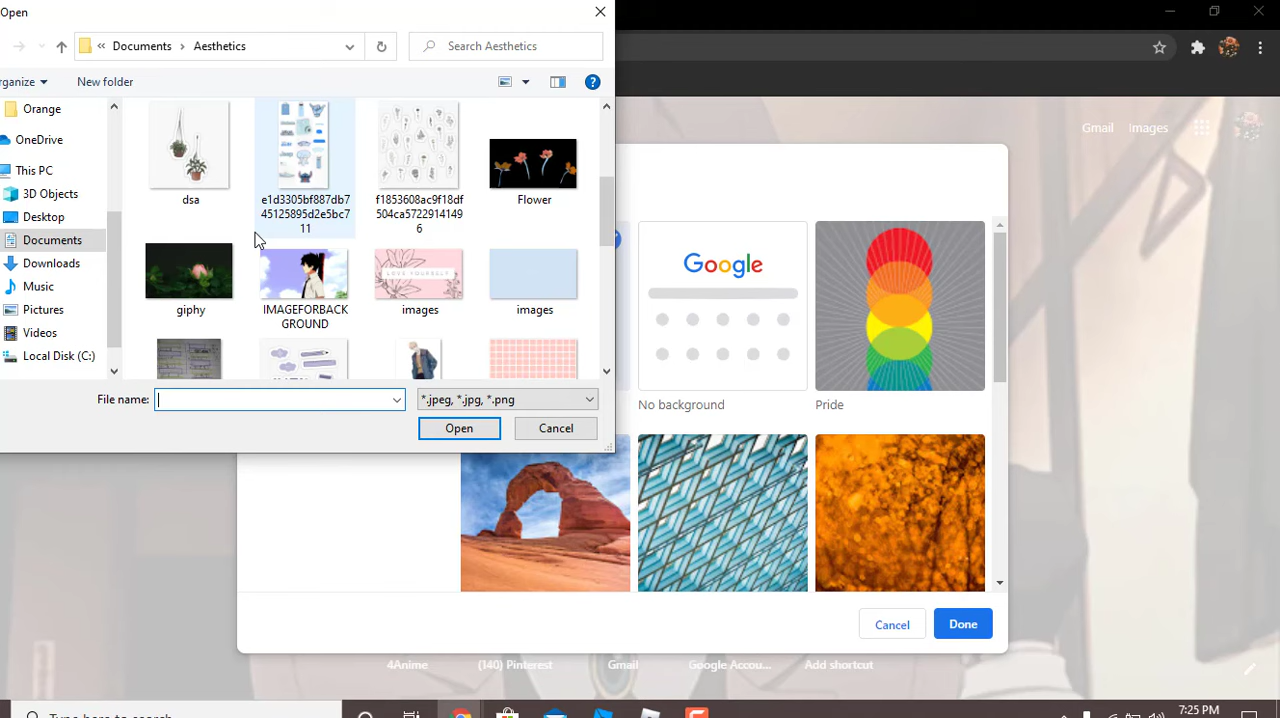 Open
Documents
Aesthetics
Search Aesthetics
rganize
New folder
Orange
OneDrive
This PC
3D Objects
Desktop
Documents
Downloads
Music
Pictures
Videos
Local Disk (C:)
dsa
e1d3305bf887db7
45125895d2e5bc7
11
f1853608ac9f18df
504ca5722914149
6
Flower
giphy
IMAGEFORBACK
GROUND
LOVE YOURSELF
images
images
File name:
*.jpeg, *.jpg, *.png
Open
Cancel
Gmail
Images
Google
No background
Pride
Cancel
Done
4Anime
(140) Pinterest
Gmail
Google Accou...
Add shortcut
Type here to search
7:25 PM